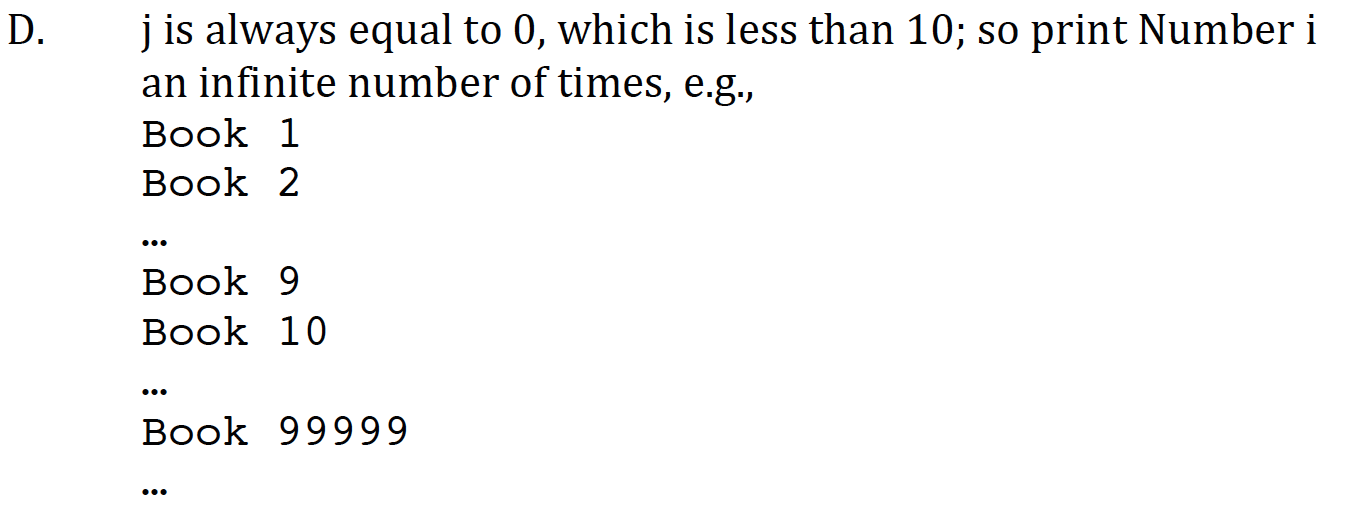 D. j is always equal to 0, which is less than 10; so print Number i
an infinite number of times, e.g.,
Book 1
Book 2
…
Book 9
Book 10
…
Book 99999
…